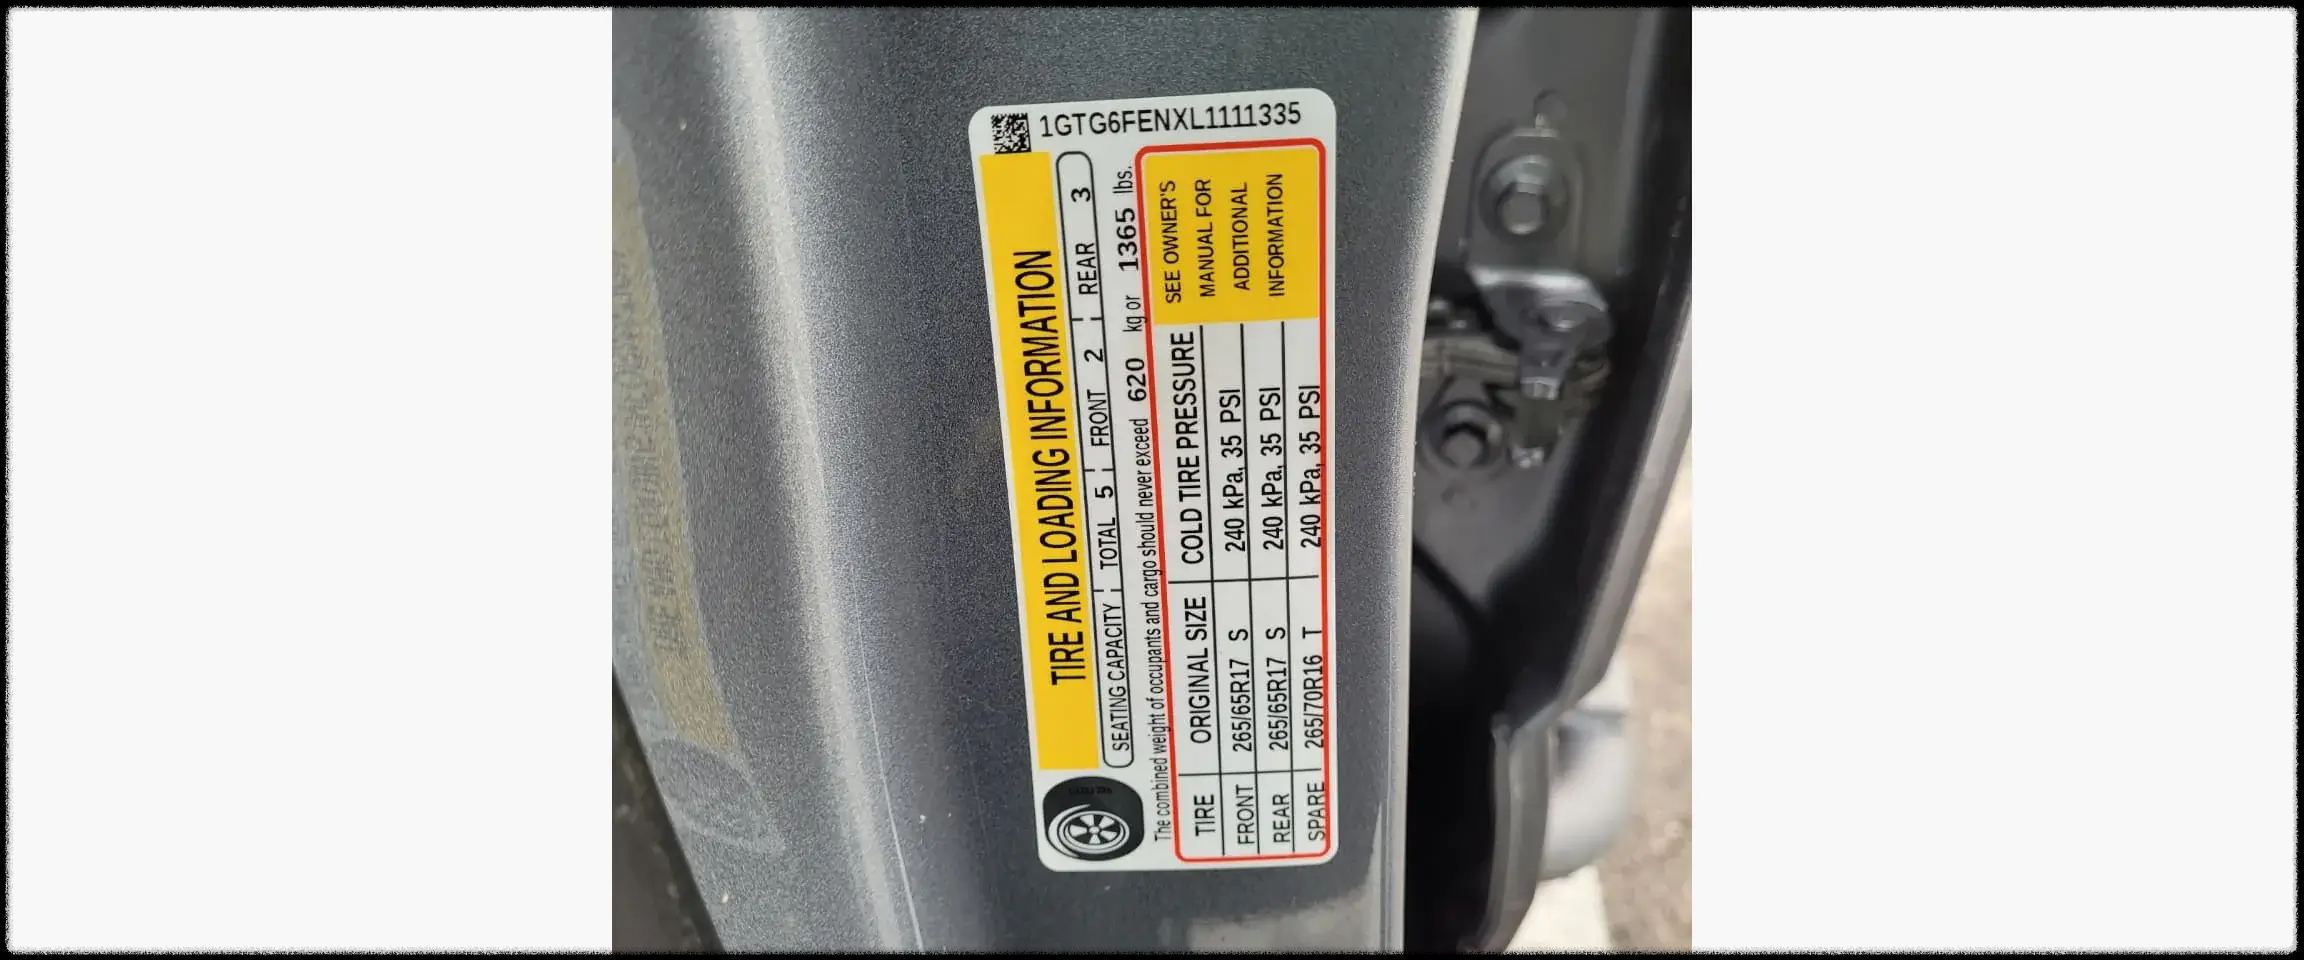 1GTG6FENXL1111335
TIRE AND LOADING INFORMATION
SEATING CAPACITY TOTAL 5 FRONT 2 REAR 3
The combined weight of occupants and cargo should never exceed 620 kg or 1365 lbs.
TIRE ORIGINAL SIZE COLD TIRE PRESSURE
FRONT 265/65R17 S 240 kPa, 35 PSI
REAR 265/65R17 S 240 kPa, 35 PSI
SPARE 265/70R16 T 240 kPa, 35 PSI
SEE OWNER'S
MANUAL FOR
ADDITIONAL
INFORMATION